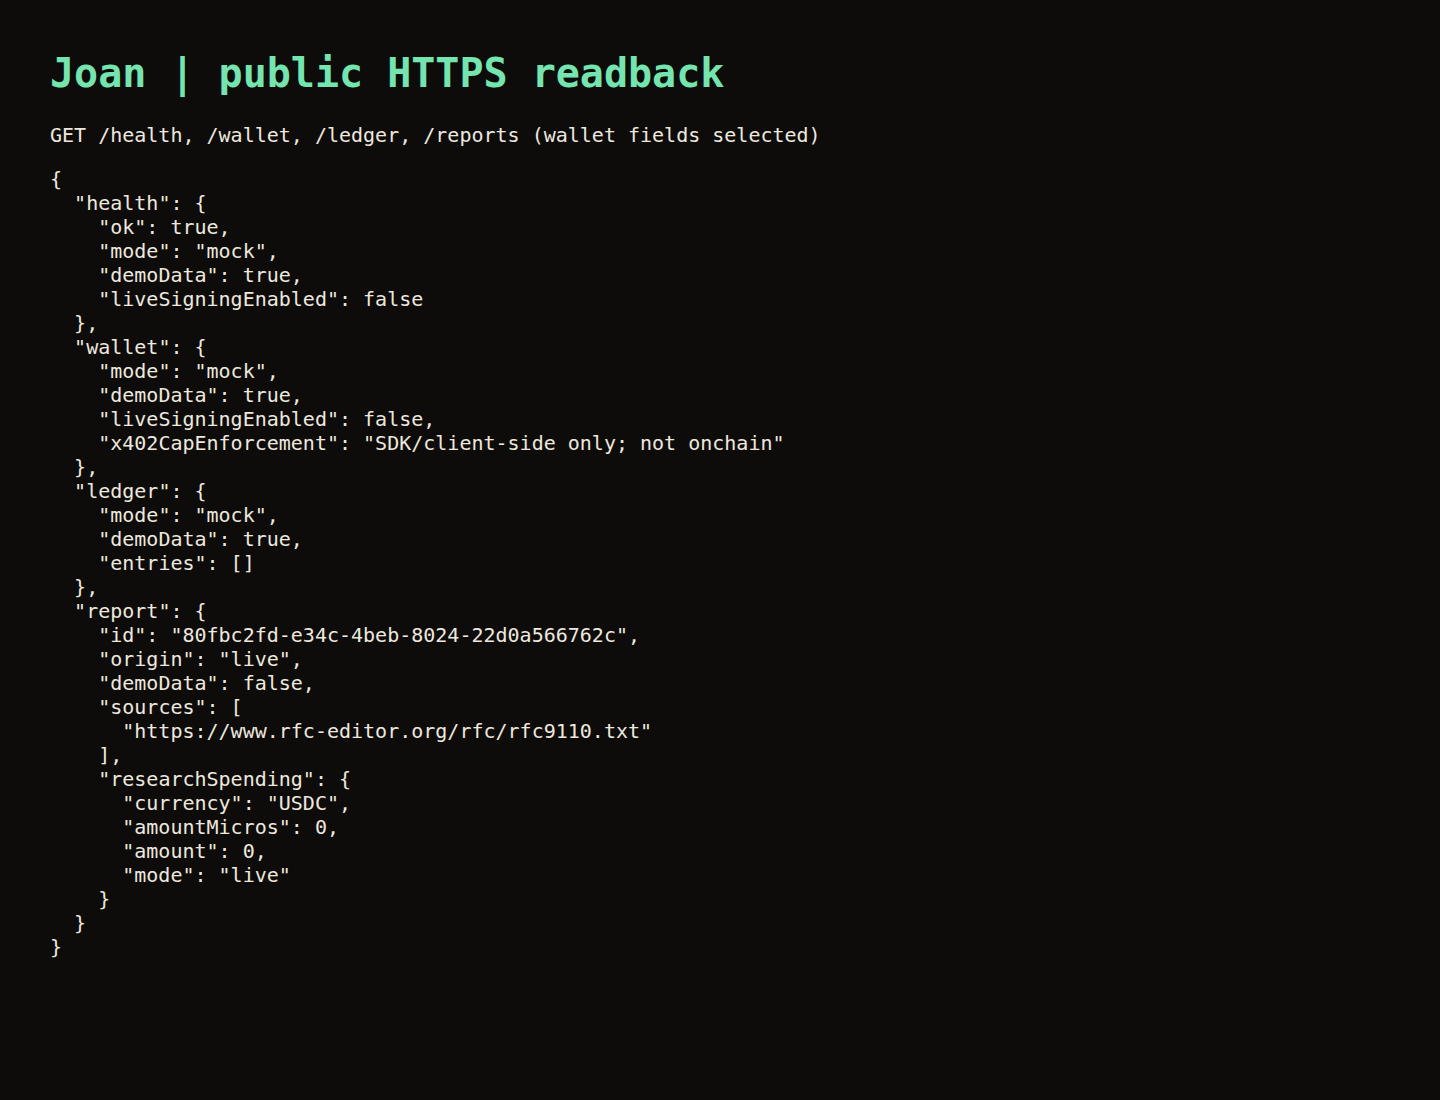 Joan | public HTTPS readback
GET /health, /wallet, /ledger, /reports (wallet fields selected)
{
  "health": {
    "ok": true,
    "mode": "mock",
    "demoData": true,
    "liveSigningEnabled": false
  },
  "wallet": {
    "mode": "mock",
    "demoData": true,
    "liveSigningEnabled": false,
    "x402CapEnforcement": "SDK/client-side only; not onchain"
  },
  "ledger": {
    "mode": "mock",
    "demoData": true,
    "entries": []
  },
  "report": {
    "id": "80fbc2fd-e34c-4beb-8024-22d0a566762c",
    "origin": "live",
    "demoData": false,
    "sources": [
      "https://www.rfc-editor.org/rfc/rfc9110.txt"
    ],
    "researchSpending": {
      "currency": "USDC",
      "amountMicros": 0,
      "amount": 0,
      "mode": "live"
    }
  }
}